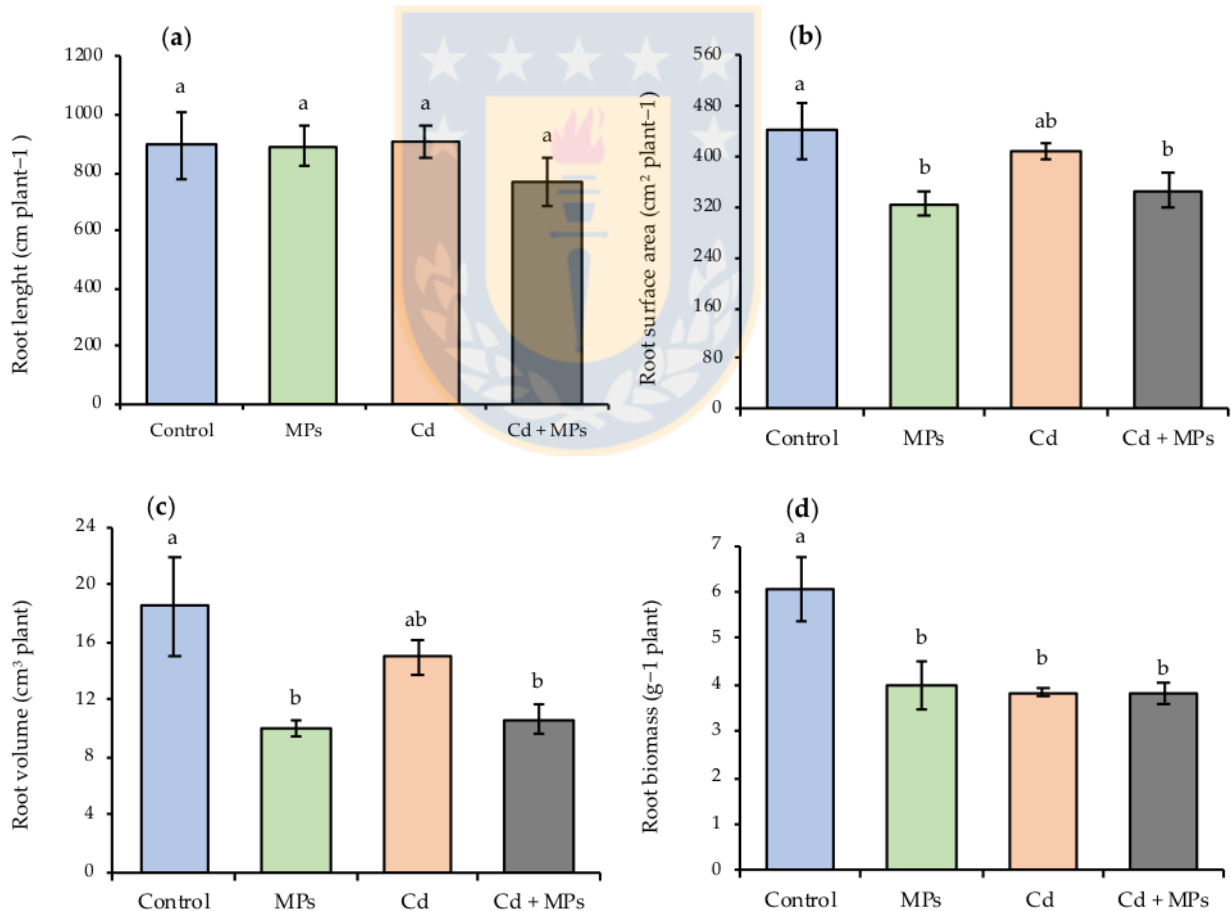 (a)
Root lenght (cm plant−1 )
1200
1000
800
600
400
200
0
a
a
a
a
Control
MPs
Cd
Cd + MPs
(b)
Root surface area (cm² plant−1)
560
480
400
320
240
160
80
0
a
b
ab
b
Control
MPs
Cd
Cd + MPs
(c)
Root volume (cm³ plant)
24
20
16
12
8
4
0
a
b
ab
b
Control
MPs
Cd
Cd + MPs
(d)
Root biomass (g−1 plant)
7
6
5
4
3
2
1
0
a
b
b
b
Control
MPs
Cd
Cd + MPs